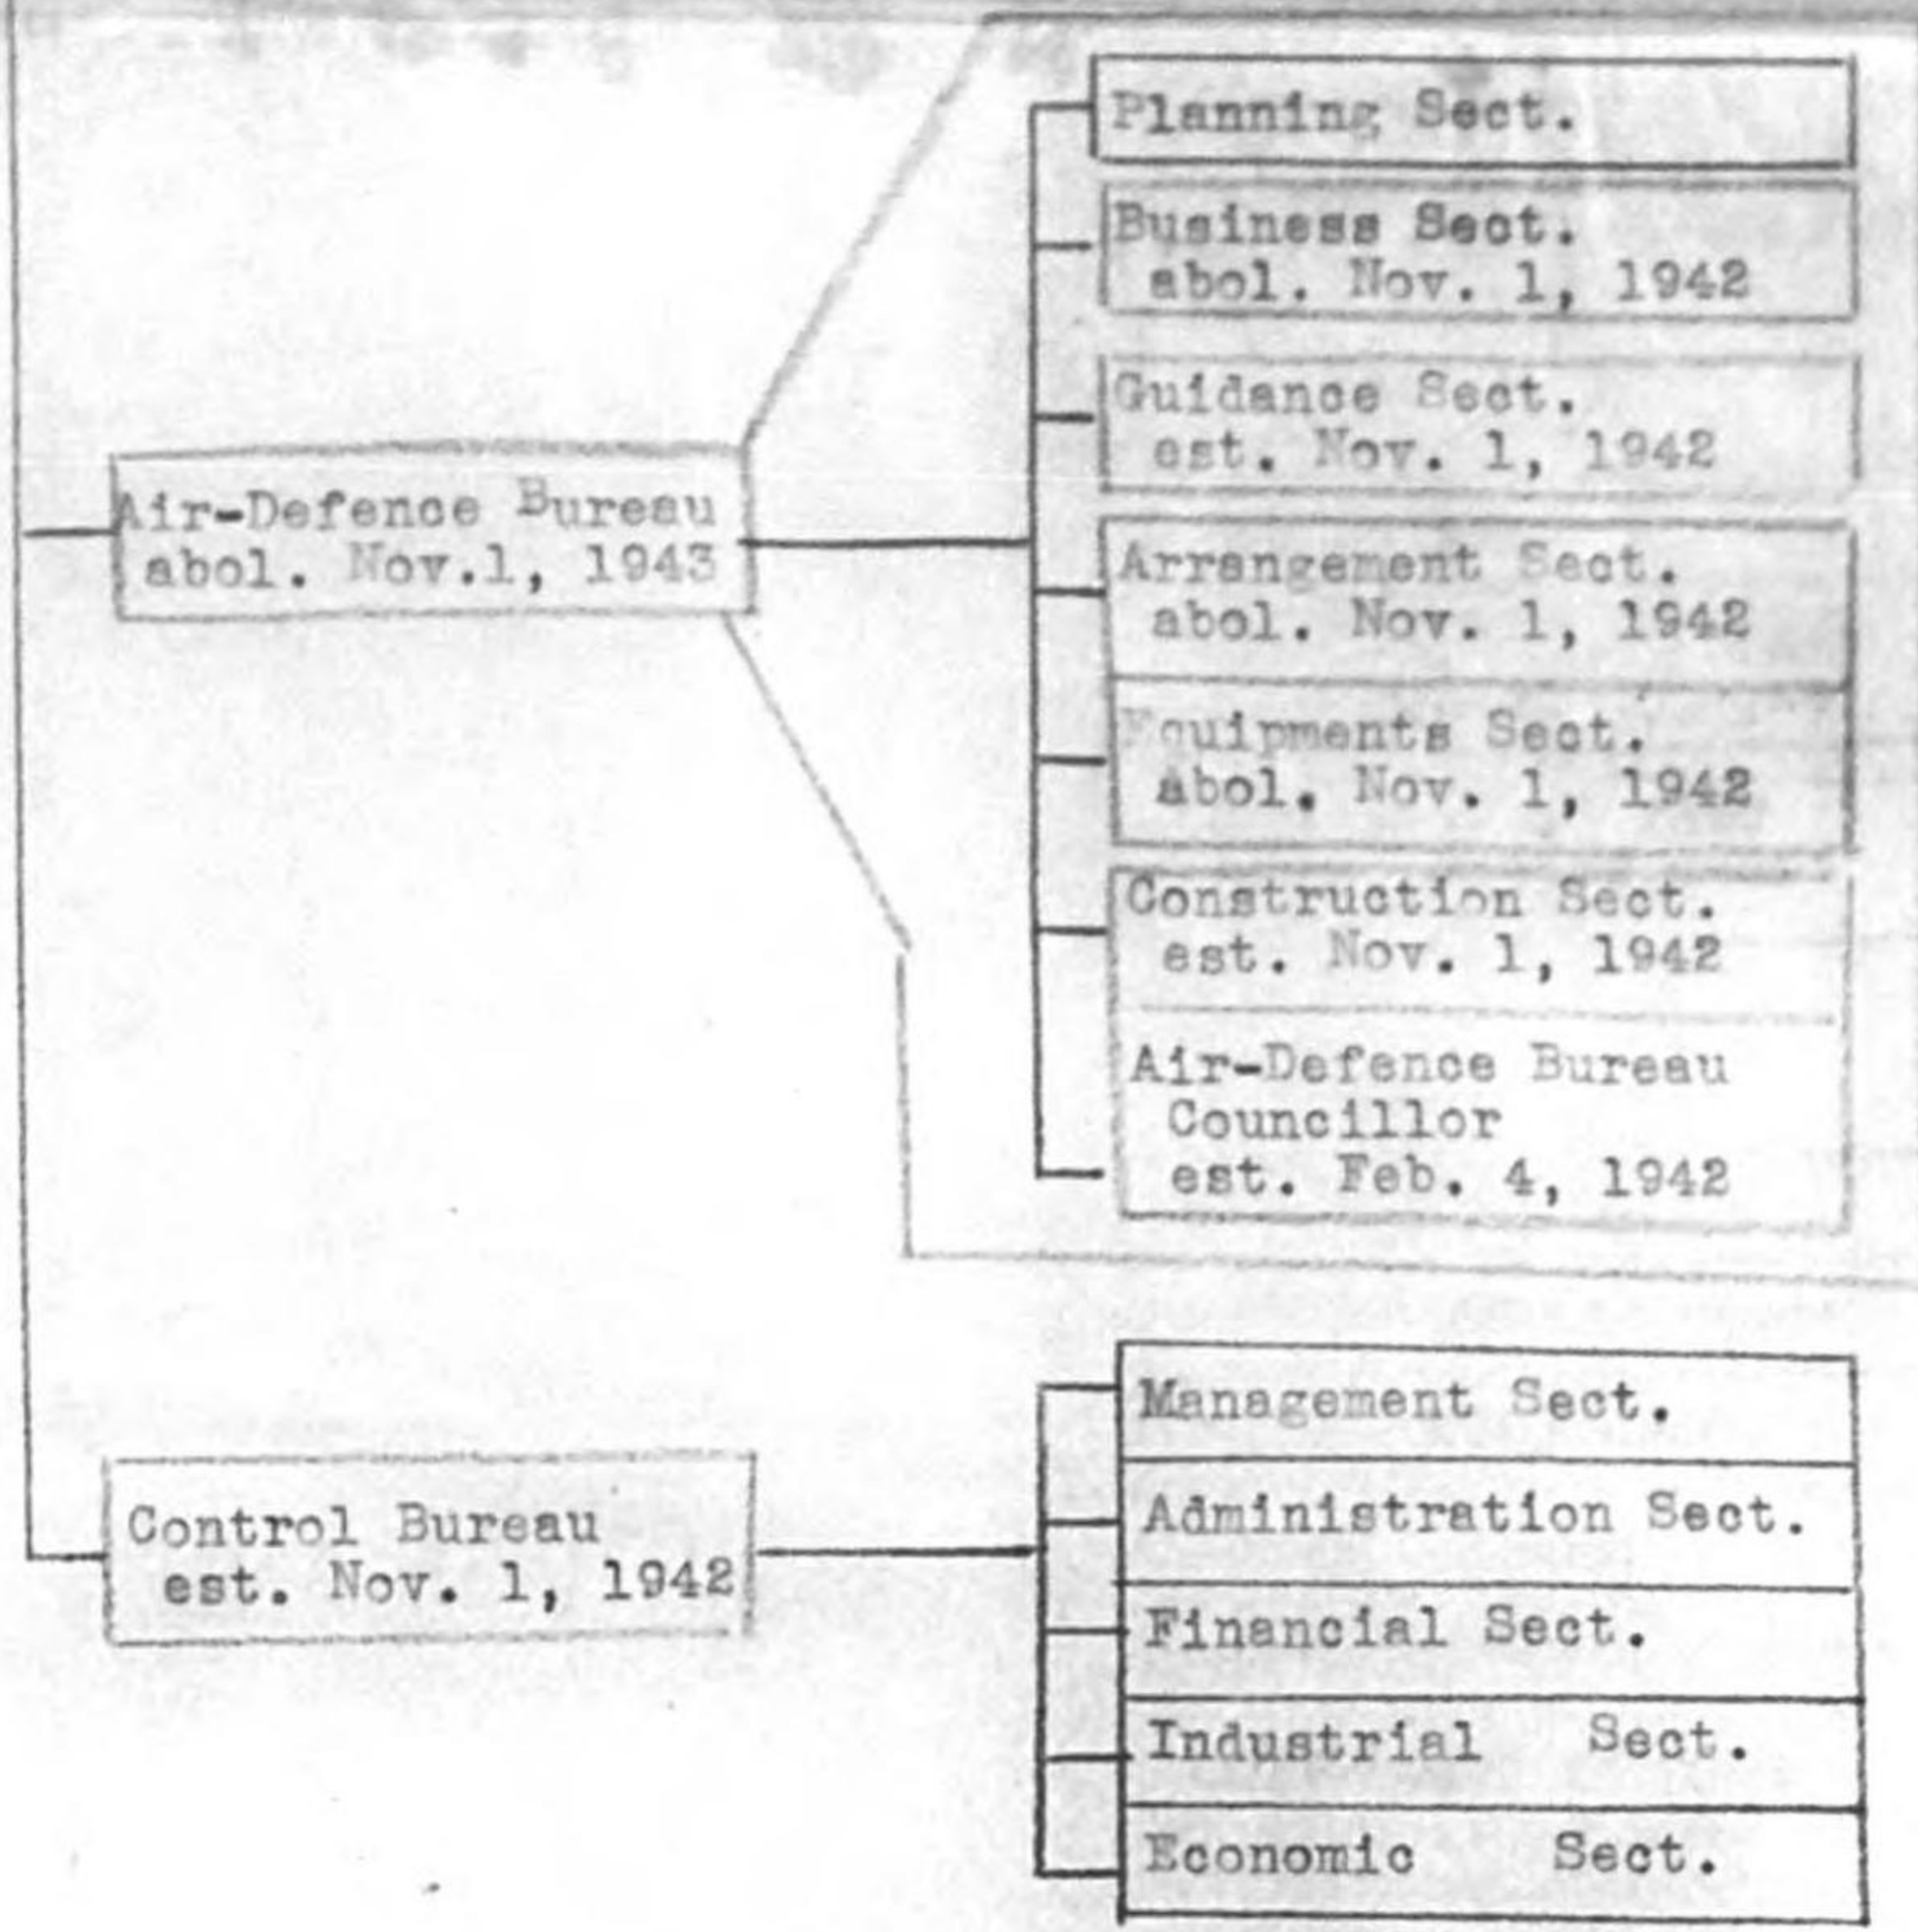 Planning Sect.
Business Sect.
abol. Nov. 1, 1942
Guidance Sect.
est. Nov. 1, 1942
Air-Defence Bureau
abol. Nov.1, 1943
Arrangement Sect.
abol. Nov. 1, 1942
Equipments Sect.
abol. Nov. 1, 1942
Construction Sect.
est. Nov. 1, 1942
Air-Defence Bureau
Councillor
est. Feb. 4, 1942
Control Bureau
est. Nov. 1, 1942
Management Sect.
Administration Sect.
Financial Sect.
Industrial Sect.
Economic Sect.